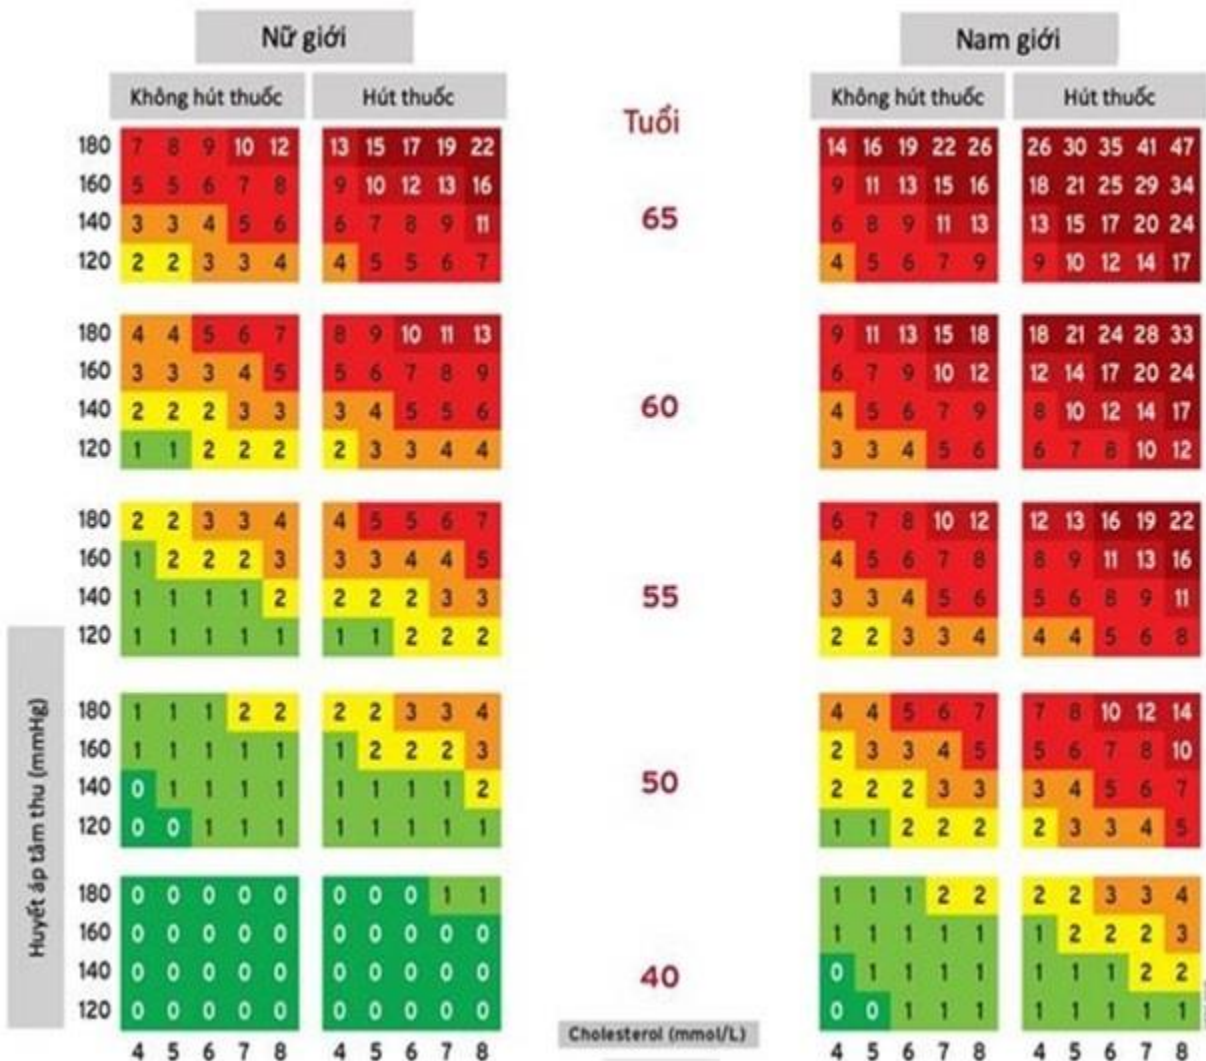 Nữ giới Nam giới
Không hút thuốc Hút thuốc Không hút thuốc Hút thuốc
Tuổi
180 7 8 9 10 12 13 15 17 19 22 14 16 19 22 26 26 30 35 41 47
160 5 5 6 7 8 9 10 12 13 16 9 11 13 15 16 18 21 25 29 34
65
140 3 3 4 5 6 6 7 8 9 11 6 8 9 11 13 13 15 17 20 24
120 2 2 3 3 4 4 5 5 6 7 4 5 6 7 9 9 10 12 14 17
180 4 4 5 6 7 8 9 10 11 13 9 11 13 15 18 18 21 24 28 33
160 3 3 3 4 5 5 6 7 8 9 6 7 9 10 12 12 14 17 20 24
60
140 2 2 2 3 3 3 4 5 5 6 4 5 6 7 9 8 10 12 14 17
120 1 1 2 2 2 2 3 3 4 4 3 3 4 5 6 6 7 8 10 12
180 2 2 3 3 4 4 5 5 6 7 6 7 8 10 12 12 13 16 19 22
160 1 2 2 2 3 3 3 4 4 5 4 5 6 7 8 8 9 11 13 16
55
140 1 1 1 1 2 2 2 2 3 3 3 3 4 5 6 5 6 8 9 11
120 1 1 1 1 1 1 1 2 2 2 2 2 3 3 4 4 4 5 6 8
Huyết áp tâm thu (mmHg)
180 1 1 1 2 2 2 2 3 3 4 4 4 5 6 7 7 8 10 12 14
160 1 1 1 1 1 1 2 2 2 3 2 3 3 4 5 5 6 7 8 10
50
140 0 1 1 1 1 1 1 1 1 2 2 2 2 3 3 3 4 5 6 7
120 0 0 1 1 1 1 1 1 1 1 1 1 2 2 2 2 3 3 4 5
180 0 0 0 0 0 0 0 0 1 1 1 1 1 2 2 2 2 3 3 4
160 0 0 0 0 0 0 0 0 0 0 1 1 1 1 1 1 2 2 2 3
140 0 0 0 0 0 0 0 0 0 0 0 1 1 1 1 1 1 1 2 2
40
120 0 0 0 0 0 0 0 0 0 0 0 0 1 1 1 1 1 1 1 1
Cholesterol (mmol/L)
4 5 6 7 8 4 5 6 7 8 4 5 6 7 8 4 5 6 7 8